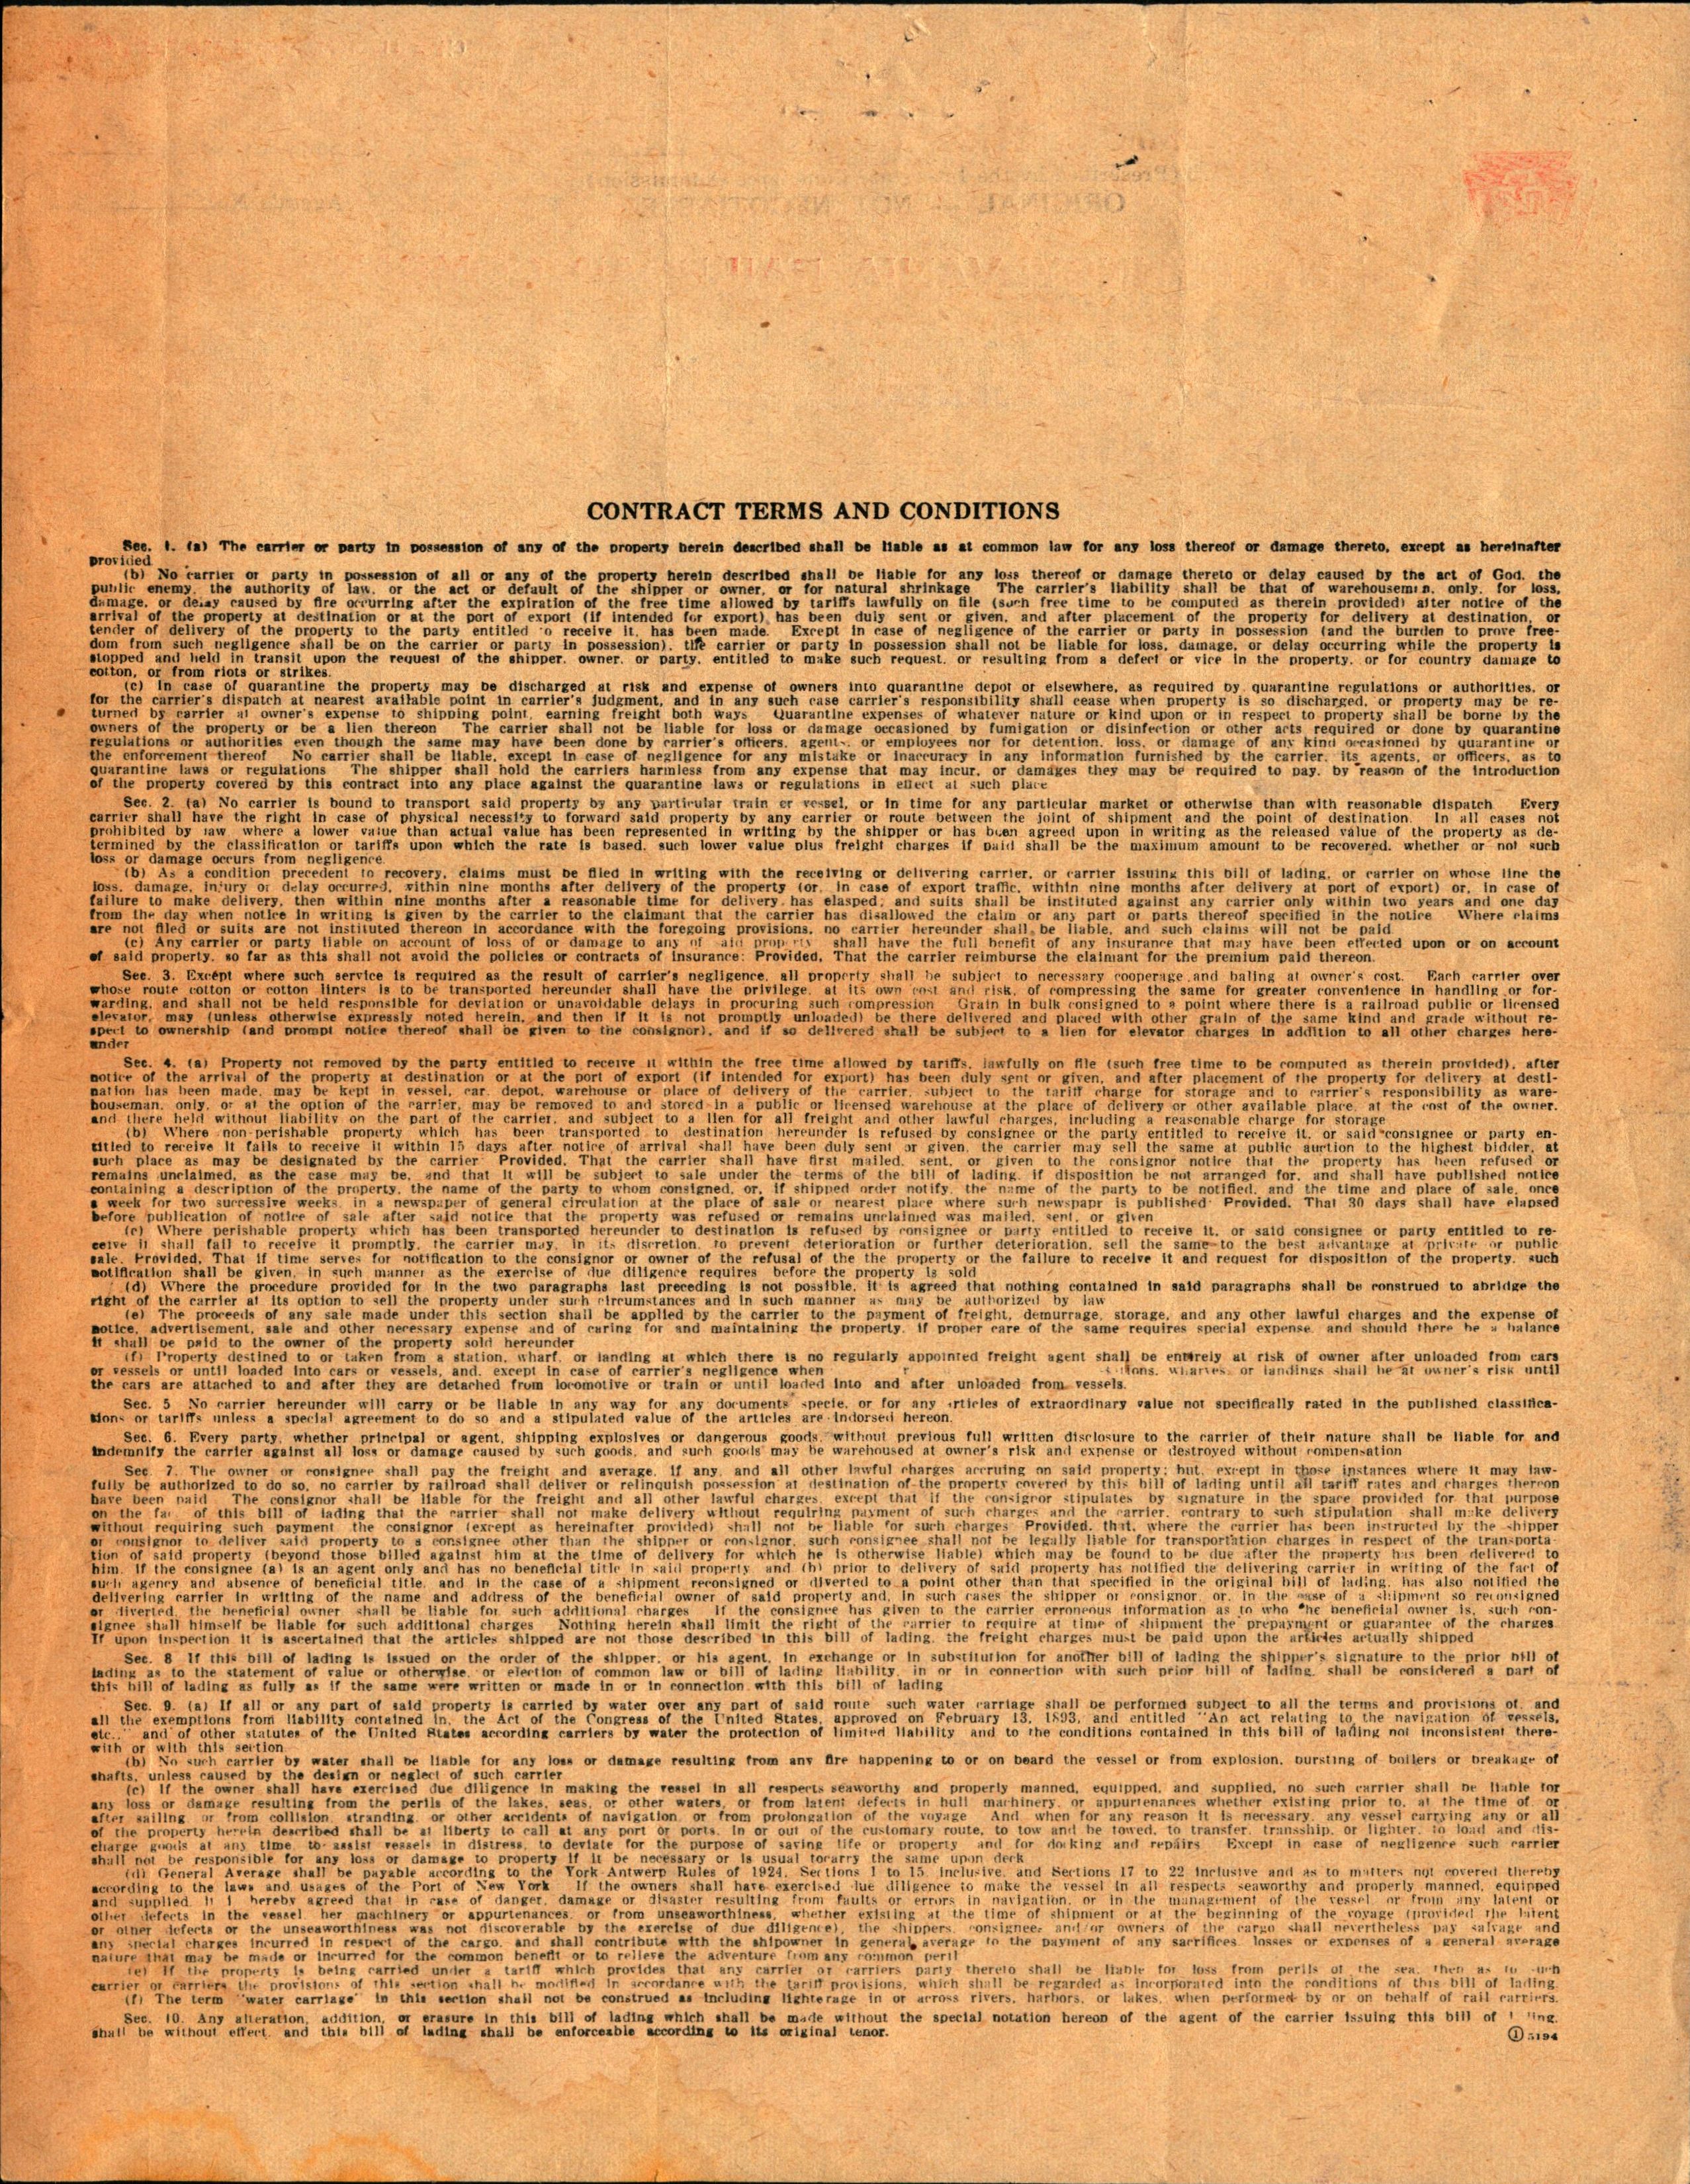 CONTRACT TERMS AND CONDITIONS
Sec. 1. (a) The carrier or party in possession of any of the property herein described shall be liable as at common law for any loss thereof or damage thereto, except as hereinafter
provided
(b) No carrier or party in possession of all or any of the property herein described shall be liable for any loss thereof or damage thereto or delay caused by the act of God, the
public enemy, the authority of law, or the act or default of the shipper or owner, or for natural shrinkage The carrier's liability shall be that of warehouseman, only, for loss,
damage, or delay caused by fire occurring after the expiration of the free time allowed by tariffs lawfully on file (such free time to be computed as therein provided) after notice of the
arrival of the property at destination or at the port of export (if intended for export) has been duly sent or given, and after placement of the property for delivery at destination, or
tender of delivery of the property to the party entitled to receive it, has been made. Except in case of negligence of the carrier or party in possession (and the burden to prove free-
dom from such negligence shall be on the carrier or party in possession), the carrier or party in possession shall not be liable for loss, damage, or delay occurring while the property is
stopped and held in transit upon the request of the shipper, owner, or party, entitled to make such request, or resulting from a defect or vice in the property, or for country damage to
cotton, or from riots or strikes.
(c) In case of quarantine the property may be discharged at risk and expense of owners into quarantine depot or elsewhere, as required by quarantine regulations or authorities, or
for the carrier's dispatch at nearest available point in carrier's judgment, and in any such case carrier's responsibility shall cease when property is so discharged, or property may be re-
turned by carrier at owner's expense to shipping point, earning freight both ways Quarantine expenses of whatever nature or kind upon or in respect to property shall be borne by the
owners of the property or be a lien thereon The carrier shall not be liable for loss or damage occasioned by fumigation or disinfection or other acts required or done by quarantine
regulations or authorities even though the same may have been done by carrier's officers, agents, or employees nor for detention, loss, or damage of any kind occasioned by quarantine or
the enforcement thereof No carrier shall be liable, except in case of negligence for any mistake or inaccuracy in any information furnished by the carrier, its agents, or officers, as to
quarantine laws or regulations The shipper shall hold the carriers harmless from any expense that may incur, or damages they may be required to pay, by reason of the introduction
of the property covered by this contract into any place against the quarantine laws or regulations in effect at such place
Sec. 2. (a) No carrier is bound to transport said property by any particular train or vessel, or in time for any particular market or otherwise than with reasonable dispatch Every
carrier shall have the right in case of physical necessity to forward said property by any carrier or route between the joint of shipment and the point of destination. In all cases not
prohibited by law where a lower value than actual value has been represented in writing by the shipper or has been agreed upon in writing as the released value of the property as de-
termined by the classification or tariffs upon which the rate is based, such lower value plus freight charges if paid shall be the maximum amount to be recovered, whether or not such
loss or damage occurs from negligence
(b) As a condition precedent to recovery, claims must be filed in writing with the receiving or delivering carrier, or carrier issuing this bill of lading, or carrier on whose line the
loss, damage, injury or delay occurred, within nine months after delivery of the property (or, in case of export traffic, within nine months after delivery at port of export) or, in case of
failure to make delivery, then within nine months after a reasonable time for delivery has elasped; and suits shall be instituted against any carrier only within two years and one day
from the day when notice in writing is given by the carrier to the claimant that the carrier has disallowed the claim or any part or parts thereof specified in the notice Where claims
are not filed or suits are not instituted thereon in accordance with the foregoing provisions, no carrier hereunder shall be liable, and such claims will not be paid
(c) Any carrier or party liable on account of loss of or damage to any of said property shall have the full benefit of any insurance that may have been effected upon or on account
of said property, so far as this shall not avoid the policies or contracts of insurance: Provided, That the carrier reimburse the claimant for the premium paid thereon.
Sec. 3. Except where such service is required as the result of carrier's negligence, all property shall be subject to necessary cooperage and baling at owner's cost. Each carrier over
whose route cotton or cotton linters is to be transported hereunder shall have the privilege, at its own cost and risk, of compressing the same for greater convenience in handling or for-
warding, and shall not be held responsible for deviation or unavoidable delays in procuring such compression Grain in bulk consigned to a point where there is a railroad public or licensed
elevator, may (unless otherwise expressly noted herein, and then if it is not promptly unloaded) be there delivered and placed with other grain of the same kind and grade without re-
spect to ownership (and prompt notice thereof shall be given to the consignor), and if so delivered shall be subject to a lien for elevator charges in addition to all other charges here-
under
Sec. 4. (a) Property not removed by the party entitled to receive it within the free time allowed by tariffs, lawfully on file (such free time to be computed as therein provided), after
notice of the arrival of the property at destination or at the port of export (if intended for export) has been duly sent or given, and after placement of the property for delivery at desti-
nation has been made, may be kept in vessel, car, depot, warehouse or place of delivery of the carrier, subject to the tariff charge for storage and to carrier's responsibility as ware-
houseman, only, or at the option of the carrier, may be removed to and stored in a public or licensed warehouse at the place of delivery or other available place, at the cost of the owner,
and there held without liability on the part of the carrier, and subject to a lien for all freight and other lawful charges, including a reasonable charge for storage
(b) Where non-perishable property which has been transported to destination hereunder is refused by consignee or the party entitled to receive it, or said consignee or party en-
titled to receive it fails to receive it within 15 days after notice of arrival shall have been duly sent or given, the carrier may sell the same at public auction to the highest bidder, at
such place as may be designated by the carrier Provided, That the carrier shall have first mailed, sent, or given to the consignor notice that the property has been refused or
remains unclaimed, as the case may be, and that it will be subject to sale under the terms of the bill of lading, if disposition be not arranged for, and shall have published notice
containing a description of the property, the name of the party to whom consigned, or, if shipped order notify, the name of the party to be notified, and the time and place of sale, once
a week for two successive weeks, in a newspaper of general circulation at the place of sale or nearest place where such newspapr is published: Provided, That 30 days shall have elapsed
before publication of notice of sale after said notice that the property was refused or remains unclaimed was mailed, sent, or given
(c) Where perishable property which has been transported hereunder to destination is refused by consignee or party entitled to receive it, or said consignee or party entitled to re-
ceive it shall fail to receive it promptly, the carrier may, in its discretion, to prevent deterioration or further deterioration, sell the same to the best advantage at private or public
sale, Provided, That if time serves for notification to the consignor or owner of the refusal of the the property or the failure to receive it and request for disposition of the property, such
notification shall be given, in such manner as the exercise of due diligence requires before the property is sold
(d) Where the procedure provided for in the two paragraphs last preceding is not possible, it is agreed that nothing contained in said paragraphs shall be construed to abridge the
right of the carrier at its option to sell the property under such circumstances and in such manner as may be authorized by law
(e) The proceeds of any sale made under this section shall be applied by the carrier to the payment of freight, demurrage, storage, and any other lawful charges and the expense of
notice, advertisement, sale and other necessary expense and of caring for and maintaining the property, if proper care of the same requires special expense, and should there be a balance
it shall be paid to the owner of the property sold hereunder
(f) Property destined to or taken from a station, wharf, or landing at which there is no regularly appointed freight agent shall be entirely at risk of owner after unloaded from cars
or vessels or until loaded into cars or vessels, and, except in case of carrier's negligence when wharves, or landings shall be at owner's risk until
the cars are attached to and after they are detached from locomotive or train or until loaded into and after unloaded from vessels.
Sec. 5 No carrier hereunder will carry or be liable in any way for any documents specie, or for any articles of extraordinary value not specifically rated in the published classifica-
tions or tariffs unless a special agreement to do so and a stipulated value of the articles are indorsed hereon.
Sec. 6. Every party, whether principal or agent, shipping explosives or dangerous goods, without previous full written disclosure to the carrier of their nature shall be liable for and
indemnify the carrier against all loss or damage caused by such goods, and such goods may be warehoused at owner's risk and expense or destroyed without compensation
Sec. 7. The owner or consignee shall pay the freight and average, if any, and all other lawful charges accruing on said property; but, except in those instances where it may law-
fully be authorized to do so, no carrier by railroad shall deliver or relinquish possession at destination of the property covered by this bill of lading until all tariff rates and charges thereon
have been paid The consignor shall be liable for the freight and all other lawful charges, except that if the consignor stipulates by signature in the space provided for that purpose
on the face of this bill of lading that the carrier shall not make delivery without requiring payment of such charges and the carrier, contrary to such stipulation shall make delivery
without requiring such payment the consignor (except as hereinafter provided) shall not be liable for such charges Provided, that, where the carrier has been instructed by the shipper
or consignor to deliver said property to a consignee other than the shipper or consignor, such consignee shall not be legally liable for transportation charges in respect of the transporta-
tion of said property (beyond those billed against him at the time of delivery for which he is otherwise liable) which may be found to be due after the property has been delivered to
him, if the consignee (a) is an agent only and has no beneficial title in said property and (b) prior to delivery of said property has notified the delivering carrier in writing of the fact of
such agency and absence of beneficial title, and in the case of a shipment reconsigned or diverted to a point other than that specified in the original bill of lading, has also notified the
delivering carrier in writing of the name and address of the beneficial owner of said property and, in such cases the shipper or consignor, or, in the case of a shipment so reconsigned
or diverted, the beneficial owner shall be liable for such additional charges If the consignee has given to the carrier erroneous information as to who the beneficial owner is, such con-
signee shall himself be liable for such additional charges Nothing herein shall limit the right of the carrier to require at time of shipment the prepayment or guarantee of the charges
If upon inspection it is ascertained that the articles shipped are not those described in this bill of lading, the freight charges must be paid upon the articles actually shipped
Sec. 8 If this bill of lading is issued on the order of the shipper, or his agent, in exchange or in substitution for another bill of lading the shipper's signature to the prior bill of
lading as to the statement of value or otherwise, or election of common law or bill of lading liability, in or in connection with such prior bill of lading, shall be considered a part of
this bill of lading as fully as if the same were written or made in or in connection with this bill of lading
Sec. 9. (a) If all or any part of said property is carried by water over any part of said route such water carriage shall be performed subject to all the terms and provisions of, and
all the exemptions from liability contained in, the Act of the Congress of the United States, approved on February 13, 1893, and entitled "An act relating to the navigation of vessels,
etc.," and of other statutes of the United States according carriers by water the protection of limited liability and to the conditions contained in this bill of lading not inconsistent there-
with or with this section
(b) No such carrier by water shall be liable for any loss or damage resulting from any fire happening to or on board the vessel or from explosion, bursting of boilers or breakage of
shafts, unless caused by the design or neglect of such carrier
(c) If the owner shall have exercised due diligence in making the vessel in all respects seaworthy and properly manned, equipped, and supplied, no such carrier shall be liable for
any loss or damage resulting from the perils of the lakes, seas, or other waters, or from latent defects in hull machinery, or appurtenances whether existing prior to, at the time of, or
after sailing or from collision, stranding, or other accidents of navigation, or from prolongation of the voyage And when for any reason it is necessary, any vessel carrying any or all
of the property herein described shall be at liberty to call at any port or ports, in or out of the customary route, to tow and be towed, to transfer, transship, or lighter, to load and dis-
charge goods at any time, to assist vessels in distress, to deviate for the purpose of saving life or property and for docking and repairs Except in case of negligence such carrier
shall not be responsible for any loss or damage to property if it be necessary or is usual tocarry the same upon deck
(d) General Average shall be payable according to the York-Antwerp Rules of 1924, Sections 1 to 15, inclusive, and Sections 17 to 22 inclusive and as to matters not covered thereby
according to the laws and usages of the Port of New York If the owners shall have exercised due diligence to make the vessel in all respects seaworthy and properly manned, equipped
and supplied, it i hereby agreed that in case of danger, damage or disaster resulting from faults or errors in navigation, or in the management of the vessel, or from any latent or
other defects in the vessel her machinery or appurtenances, or from unseaworthiness, whether existing at the time of shipment or at the beginning of the voyage (provided the latent
or other defects or the unseaworthiness was not discoverable by the exercise of due diligence), the shippers, consignees and/or owners of the cargo shall nevertheless pay salvage and
any special charges incurred in respect of the cargo, and shall contribute with the shipowner in general average to the payment of any sacrifices, losses or expenses of a general average
nature that may be made or incurred for the common benefit or to relieve the adventure from any common peril
(e) If the property is being carried under a tariff which provides that any carrier or carriers party thereto shall be liable for loss from perils of the sea, then as to such
carrier or carriers the provisions of this section shall be modified in accordance with the tariff provisions, which shall be regarded as incorporated into the conditions of this bill of lading.
(f) The term "water carriage" in this section shall not be construed as including lighterage in or across rivers, harbors, or lakes, when performed by or on behalf of rail carriers.
Sec. 10. Any alteration, addition, or erasure in this bill of lading which shall be made without the special notation hereon of the agent of the carrier issuing this bill of
shall be without effect, and this bill of lading shall be enforceable according to its original tenor.